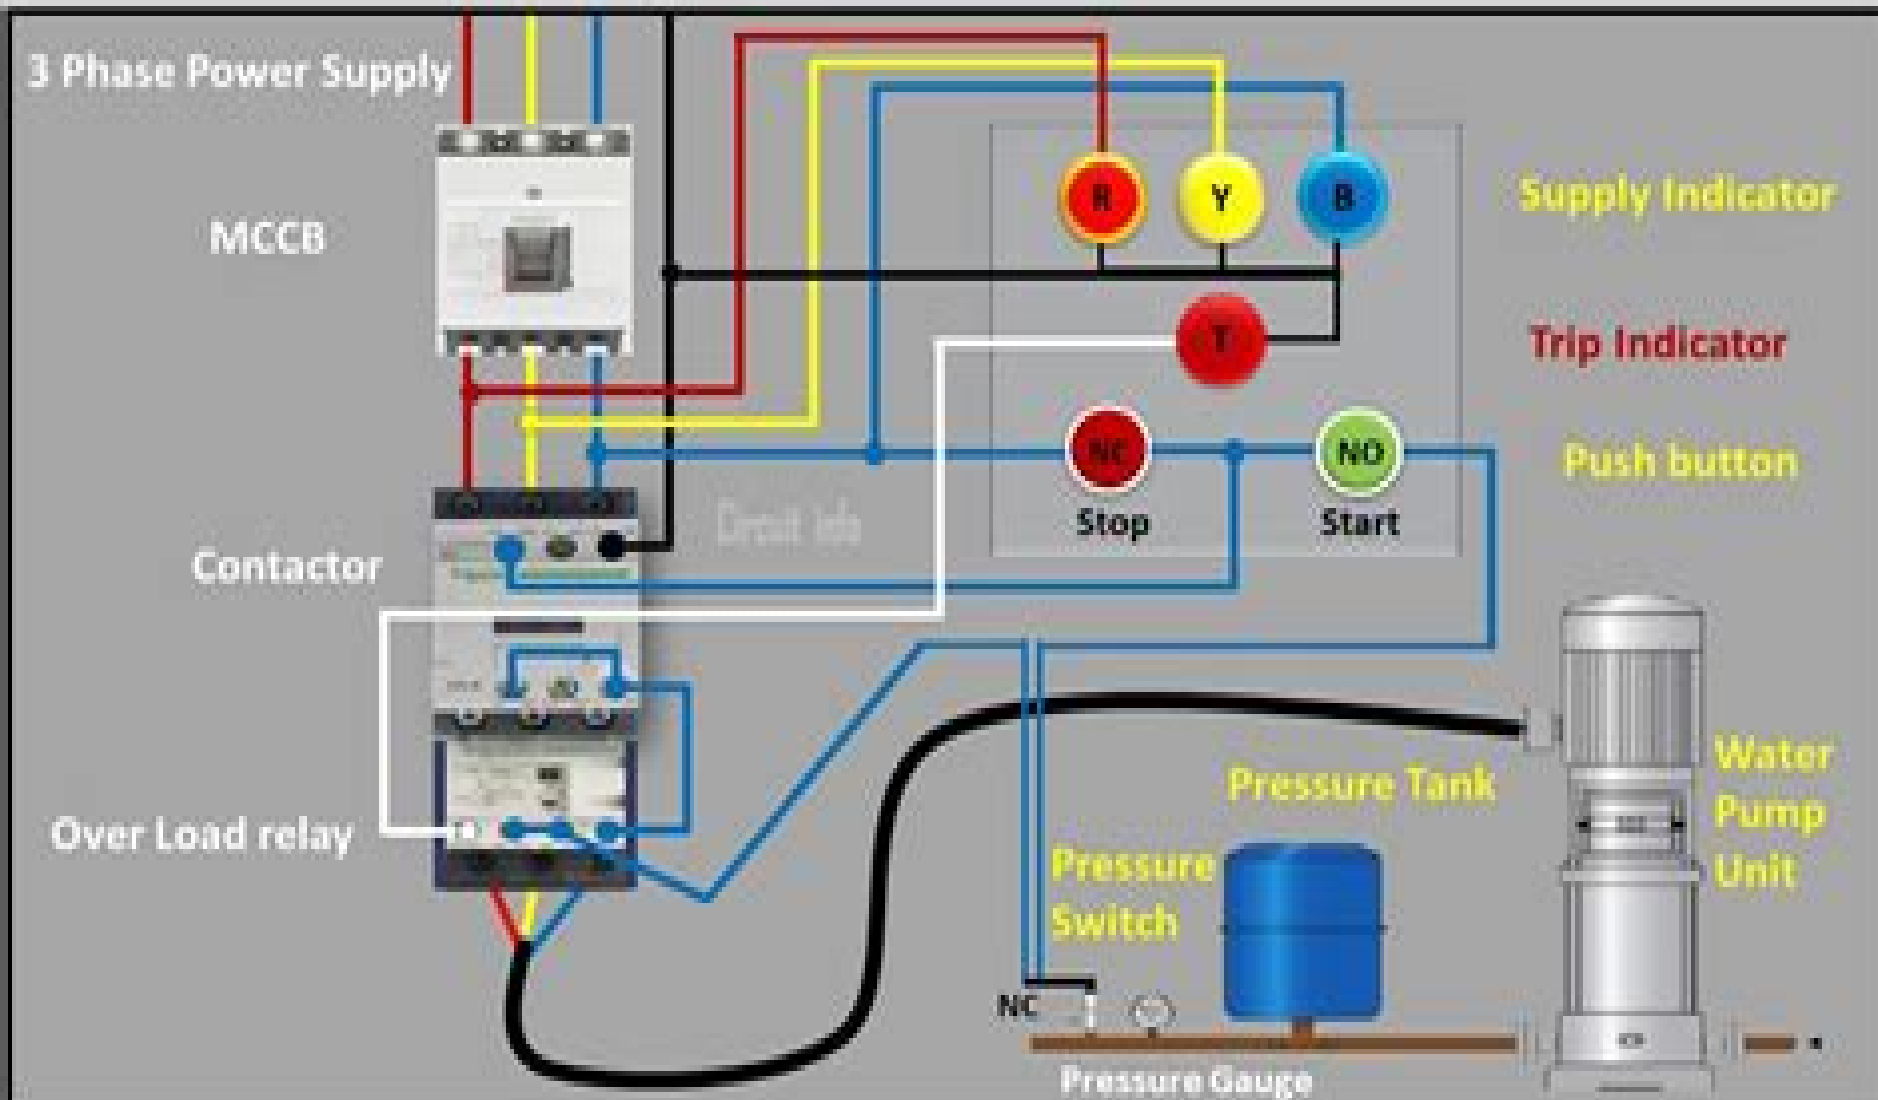 3 Phase Power Supply
R
Y
B
Supply Indicator
MCCB
T
Trip Indicator
NC
NO
Push button
Stop
Start
Contactor
Water
Pump
Unit
Pressure Tank
Over Load relay
Pressure
Switch
NC
Pressure Gauge